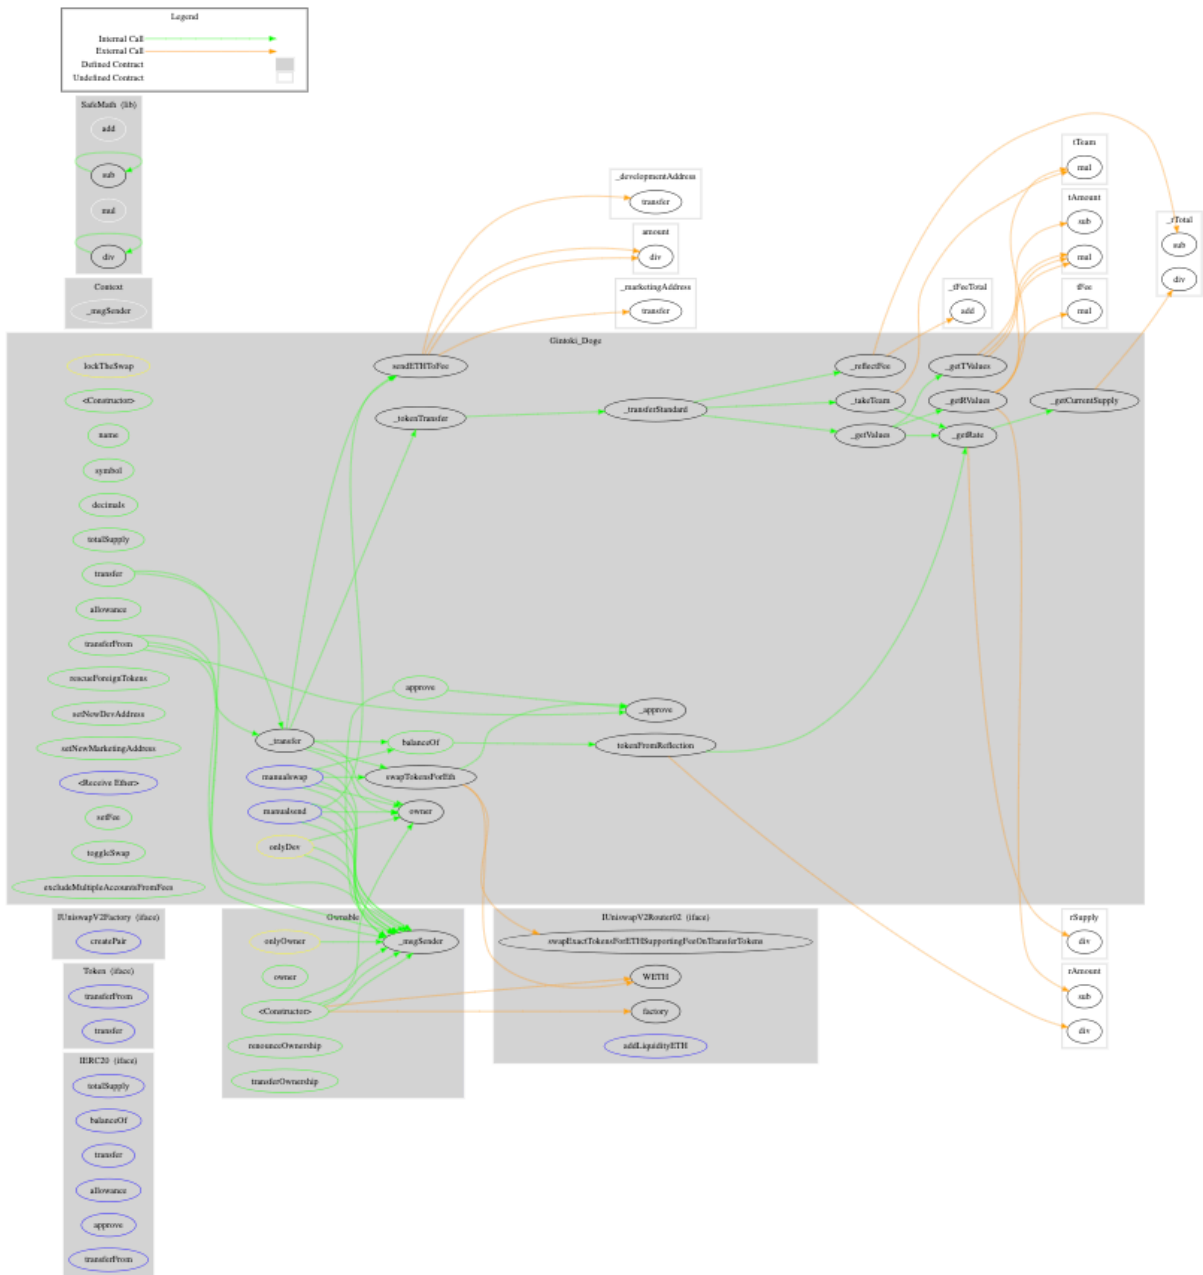 Legend
Internal Call
External Call
Defined Contract
Undefined Contract
SafeMath (lib)
add
sub
mul
div
Context
_msgSender
_developmentAddress
transfer
amount
div
_marketingAddress
transfer
_tFeeTotal
add
tTeam
mul
tAmount
sub
mul
tFee
mul
_rTotal
sub
div
Gintoki_Doge
lockTheSwap
<Constructor>
name
symbol
decimals
totalSupply
transfer
allowance
transferFrom
rescueForeignTokens
setNewDevAddress
setNewMarketingAddress
<Receive Ether>
setFee
toggleSwap
excludeMultipleAccountsFromFees
_transfer
manualswap
manualsend
onlyDev
sendETHToFee
_tokenTransfer
approve
balanceOf
swapTokensForEth
owner
_transferStandard
_approve
tokenFromReflection
_reflectFee
_takeTeam
_getValues
_getTValues
_getRValues
_getRate
_getCurrentSupply
IUniswapV2Factory (iface)
createPair
Token (iface)
transferFrom
transfer
IERC20 (iface)
totalSupply
balanceOf
transfer
allowance
approve
transferFrom
Ownable
onlyOwner
owner
<Constructor>
renounceOwnership
transferOwnership
_msgSender
IUniswapV2Router02 (iface)
swapExactTokensForETHSupportingFeeOnTransferTokens
WETH
factory
addLiquidityETH
rSupply
div
rAmount
sub
div